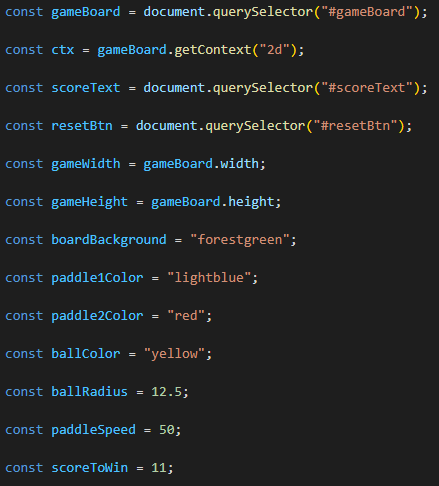 const gameBoard = document.querySelector("#gameBoard");
const ctx = gameBoard.getContext("2d");
const scoreText = document.querySelector("#scoreText");
const resetBtn = document.querySelector("#resetBtn");
const gameWidth = gameBoard.width;
const gameHeight = gameBoard.height;
const boardBackground = "forestgreen";
const paddle1Color = "lightblue";
const paddle2Color = "red";
const ballColor = "yellow";
const ballRadius = 12.5;
const paddleSpeed = 50;
const scoreToWin = 11;